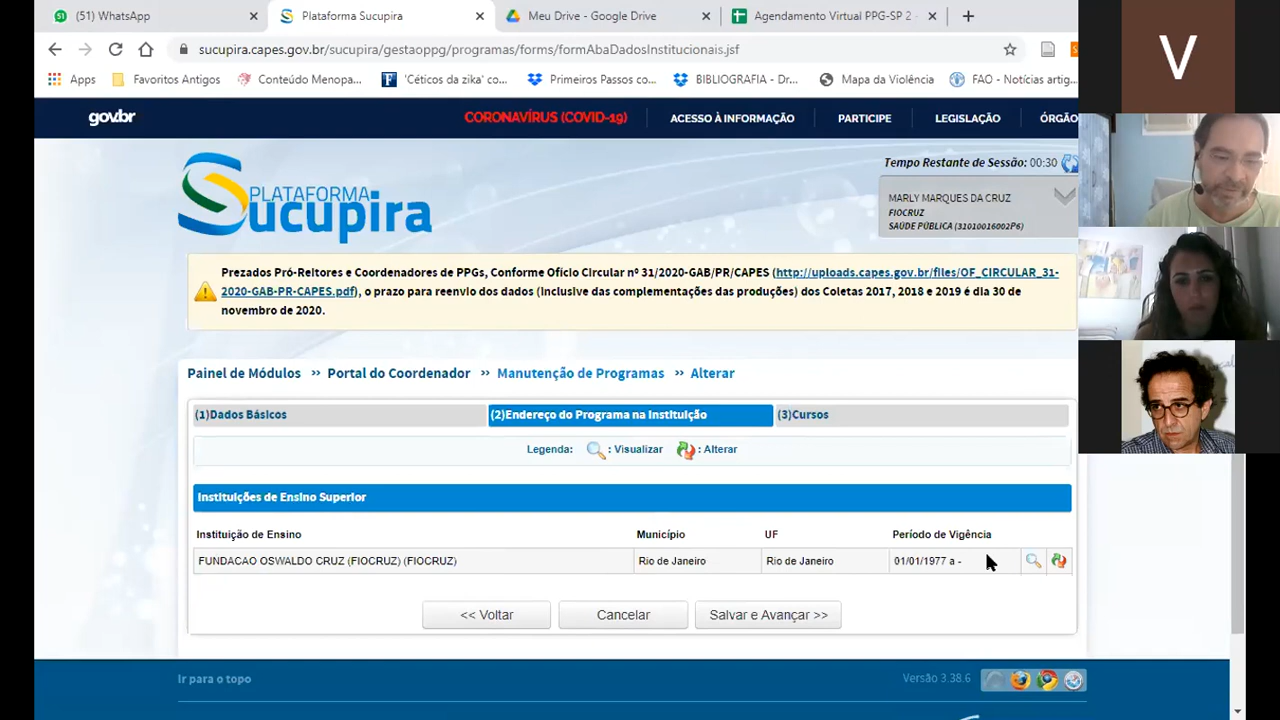 (51) WhatsApp
Plataforma Sucupira
Meu Drive - Google Drive
Agendamento Virtual PPG-SP 2 -
sucupira.capes.gov.br/sucupira/gestaoppg/programas/forms/formAbaDadosInstitucionais.jsf
Apps
Favoritos Antigos
Conteúdo Menopa...
'Céticos da zika' co...
Primeiros Passos co...
BIBLIOGRAFIA - Dr...
Mapa da Violência
FAO - Notícias artig...
V
gov.br
CORONAVÍRUS (COVID-19)
ACESSO À INFORMAÇÃO
PARTICIPE
LEGISLAÇÃO
ÓRGÃO
PLATAFORMA
Sucupira
Tempo Restante de Sessão: 00:30
MARLY MARQUES DA CRUZ
FIOCRUZ
SAÚDE PÚBLICA (31010016002P6)
Prezados Pró-Reitores e Coordenadores de PPGs, Conforme Ofício Circular nº 31/2020-GAB/PR/CAPES (http://uploads.capes.gov.br/files/OF_CIRCULAR_31-
2020-GAB-PR-CAPES.pdf), o prazo para reenvio dos dados (inclusive das complementações das produções) dos Coletas 2017, 2018 e 2019 é dia 30 de
novembro de 2020.
Painel de Módulos » Portal do Coordenador » Manutenção de Programas » Alterar
(1)Dados Básicos
(2)Endereço do Programa na Instituição
(3)Cursos
Legenda: : Visualizar : Alterar
Instituições de Ensino Superior
Instituição de Ensino
Município
UF
Período de Vigência
FUNDACAO OSWALDO CRUZ (FIOCRUZ) (FIOCRUZ)
Rio de Janeiro
Rio de Janeiro
01/01/1977 a -
<< Voltar
Cancelar
Salvar e Avançar >>
Ir para o topo
Versão 3.38.6